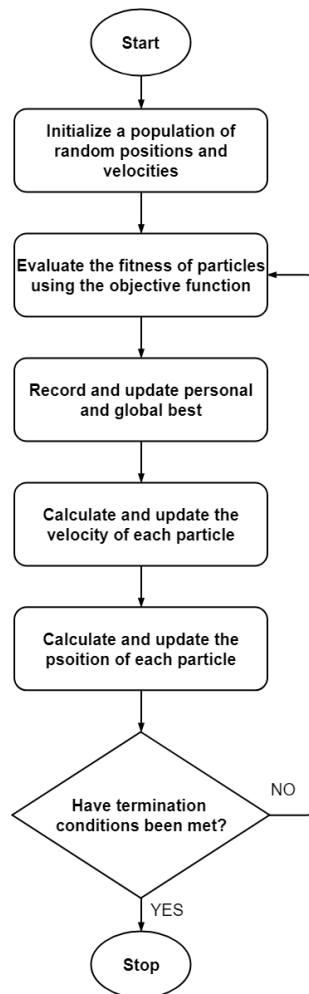 Start
Initialize a population of
random positions and
velocities
Evaluate the fitness of particles
using the objective function
Record and update personal
and global best
Calculate and update the
velocity of each particle
Calculate and update the
psoition of each particle
Have termination
conditions been met?
NO
YES
Stop